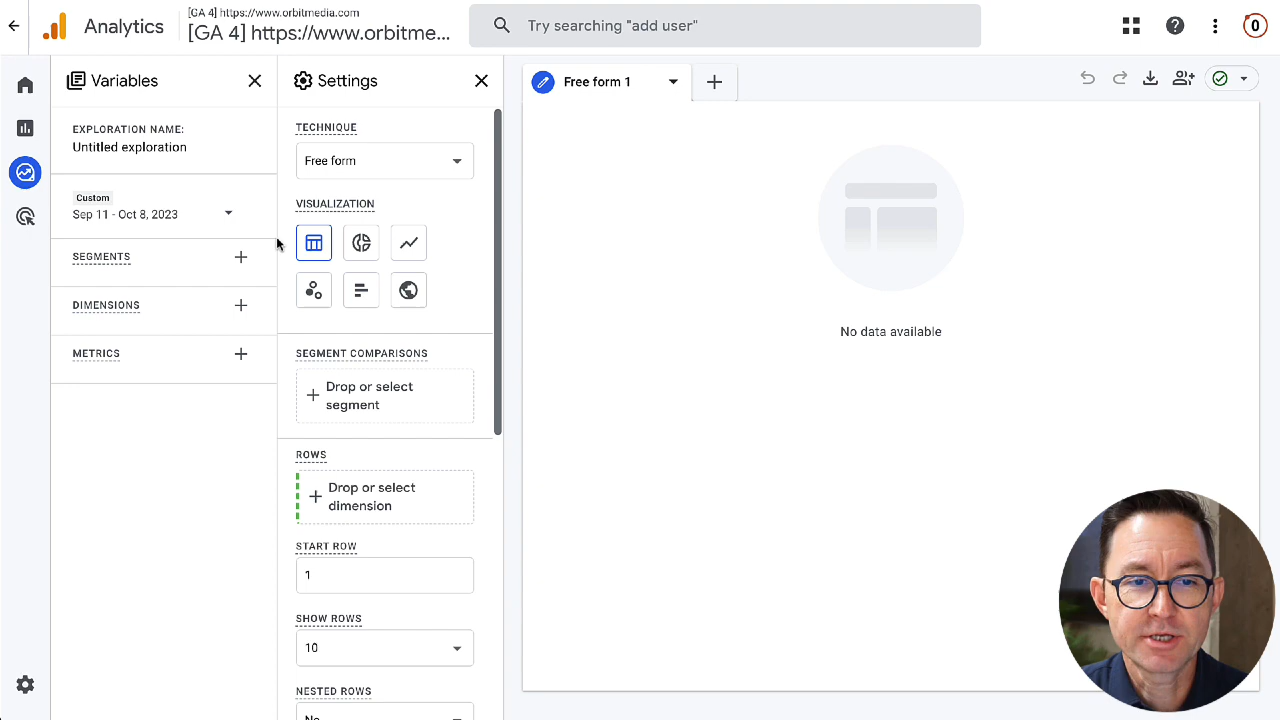 Analytics
[GA 4] https://www.orbitmedia.com
[GA 4] https://www.orbitme...
Try searching "add user"
Variables
EXPLORATION NAME:
Untitled exploration
Custom
Sep 11 - Oct 8, 2023
SEGMENTS
DIMENSIONS
METRICS
Settings
TECHNIQUE
Free form
VISUALIZATION
SEGMENT COMPARISONS
Drop or select
segment
ROWS
Drop or select
dimension
START ROW
1
SHOW ROWS
10
NESTED ROWS
No
Free form 1
No data available